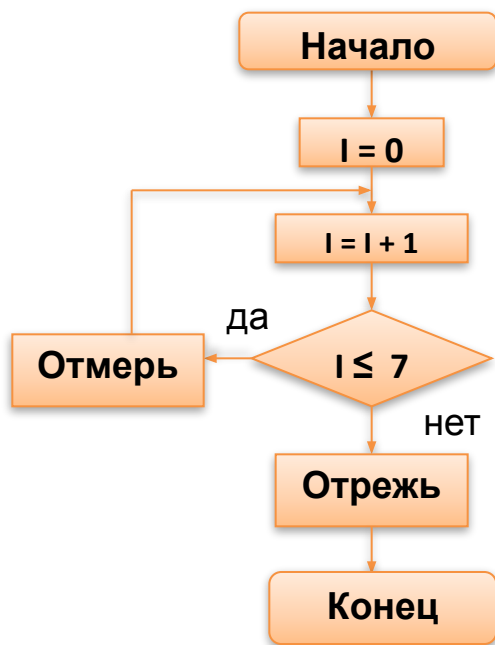 Начало
I = 0
I = I + 1
да
Отмерь
I ≤ 7
нет
Отрежь
Конец